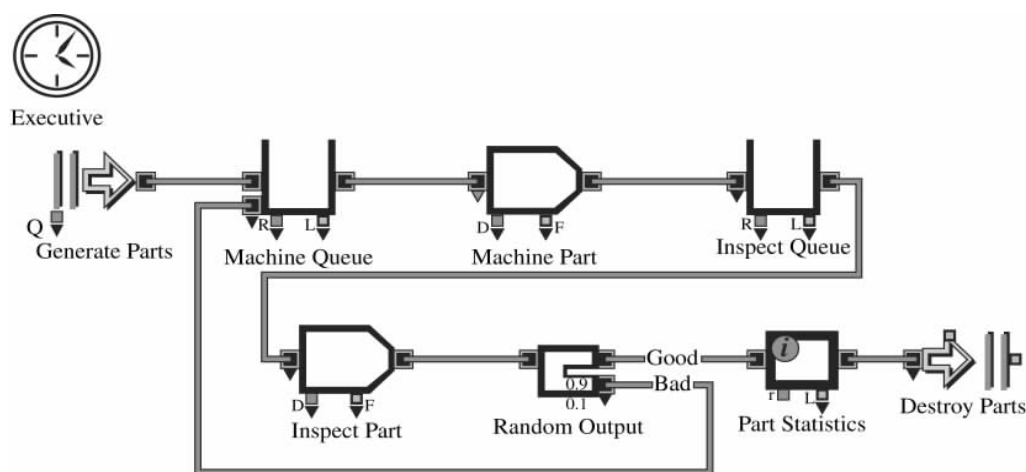 Executive
Q
Generate Parts
R L
Machine Queue
D F
Machine Part
R L
Inspect Queue
D F
Inspect Part
Good
Bad
0.9
0.1
Random Output
i
r L
Part Statistics
Destroy Parts